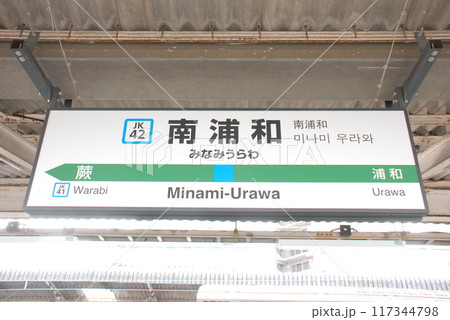 JK
42
南浦和
みなみうらわ
南浦和
미나미 우라와
蕨
浦和
JK
41
Warabi
Minami-Urawa
Urawa
PIXTA
117344798